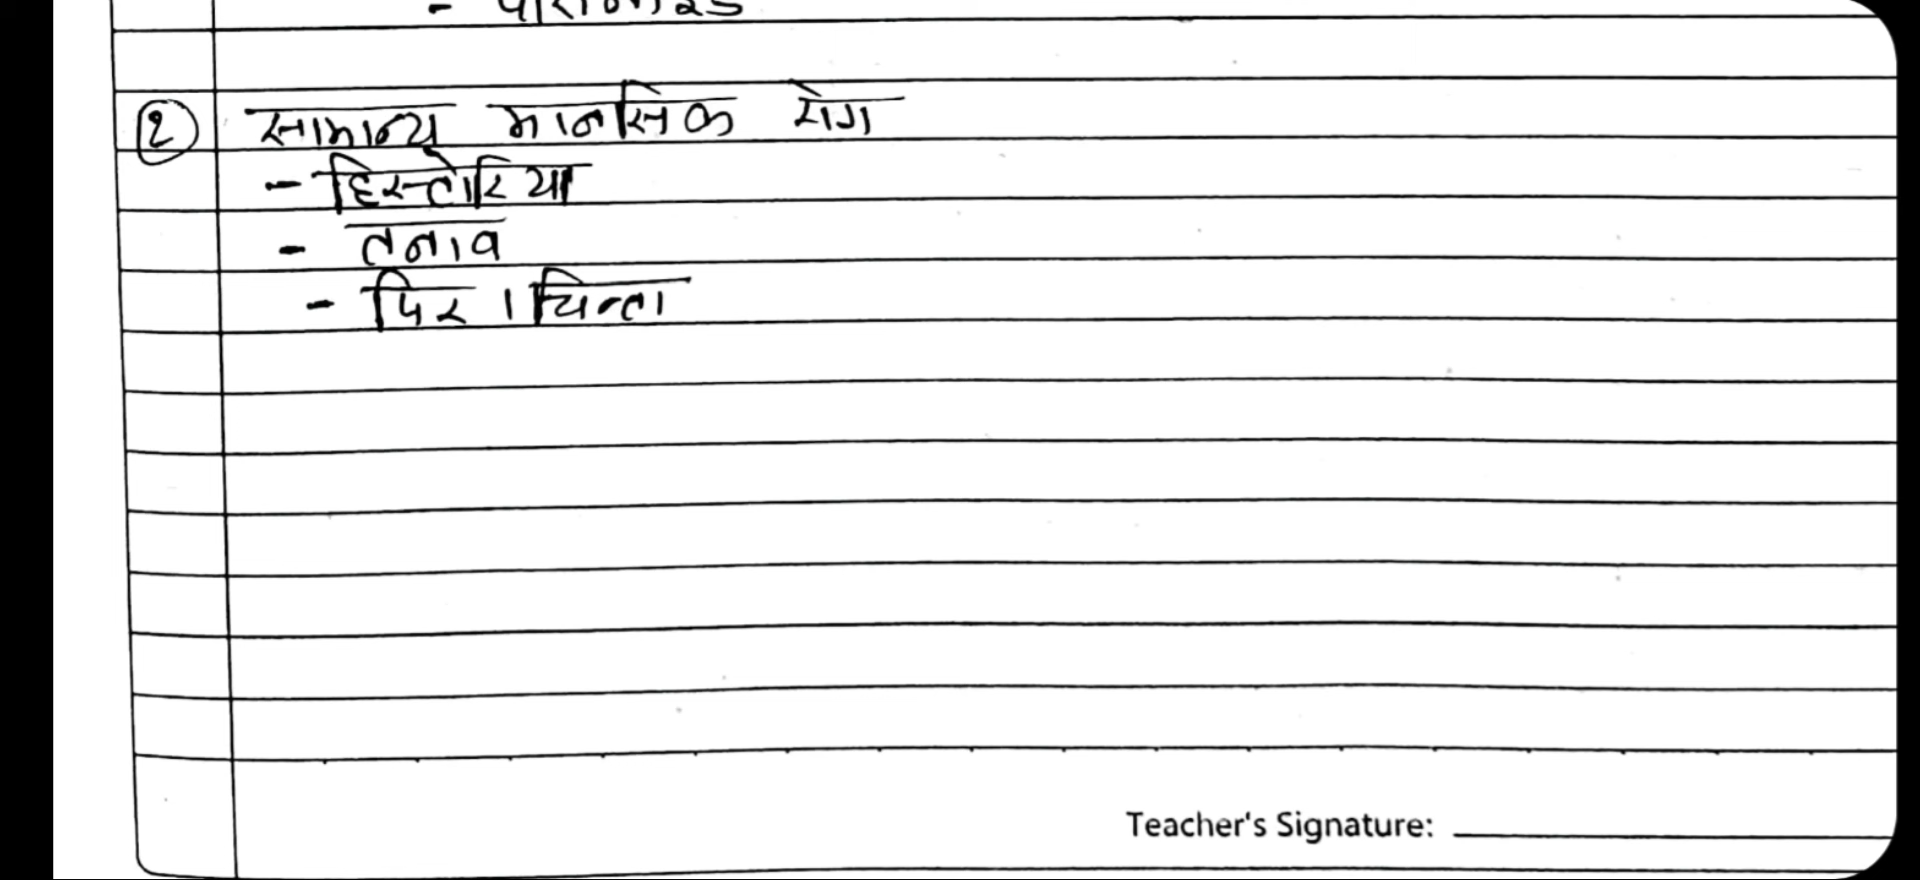 ② सामान्य मानसिक रोग
- हिस्टोरिया
- तनाव
- पिर । चिन्ता
Teacher's Signature: